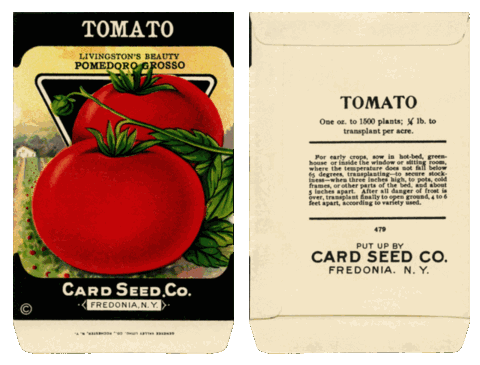 TOMATO
LIVINGSTON'S BEAUTY
POMEDORO GROSSO
CARD SEED, CO.
FREDONIA, N.Y.
©
TOMATO
One oz. to 1500 plants; ¼ lb. to
transplant per acre.
For early crops, sow in hot-bed, green-
house or inside the window or sitting room,
where the temperature does not fall below
65 degrees, transplanting—to secure stock-
iness—when three inches high, to pots, cold
frames, or other parts of the bed, and about
5 inches apart. After all danger of frost is
over, transplant finally to open ground, 4 to 6
feet apart, according to variety used.
479
PUT UP BY
CARD SEED CO.
FREDONIA. N. Y.